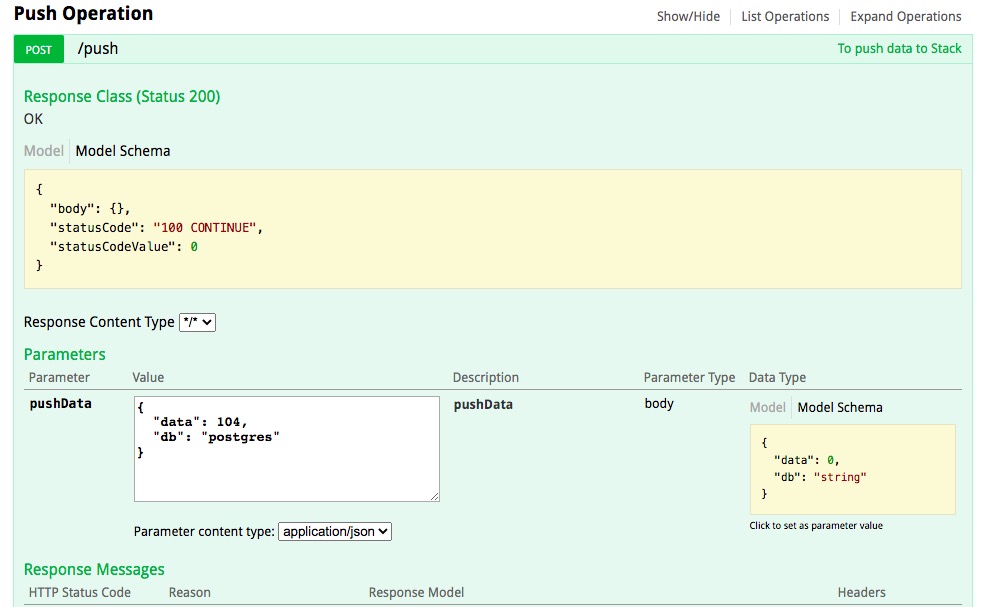 Push Operation
Show/Hide List Operations Expand Operations
POST /push To push data to Stack
Response Class (Status 200)
OK
Model Model Schema
{
"body": {},
"statusCode": "100 CONTINUE",
"statusCodeValue": 0
}
Response Content Type */*
Parameters
Parameter Value Description Parameter Type Data Type
pushData
{
"data": 104,
"db": "postgres"
}
Parameter content type: application/json
pushData
body
Model Model Schema
{
"data": 0,
"db": "string"
}
Click to set as parameter value
Response Messages
HTTP Status Code Reason Response Model Headers